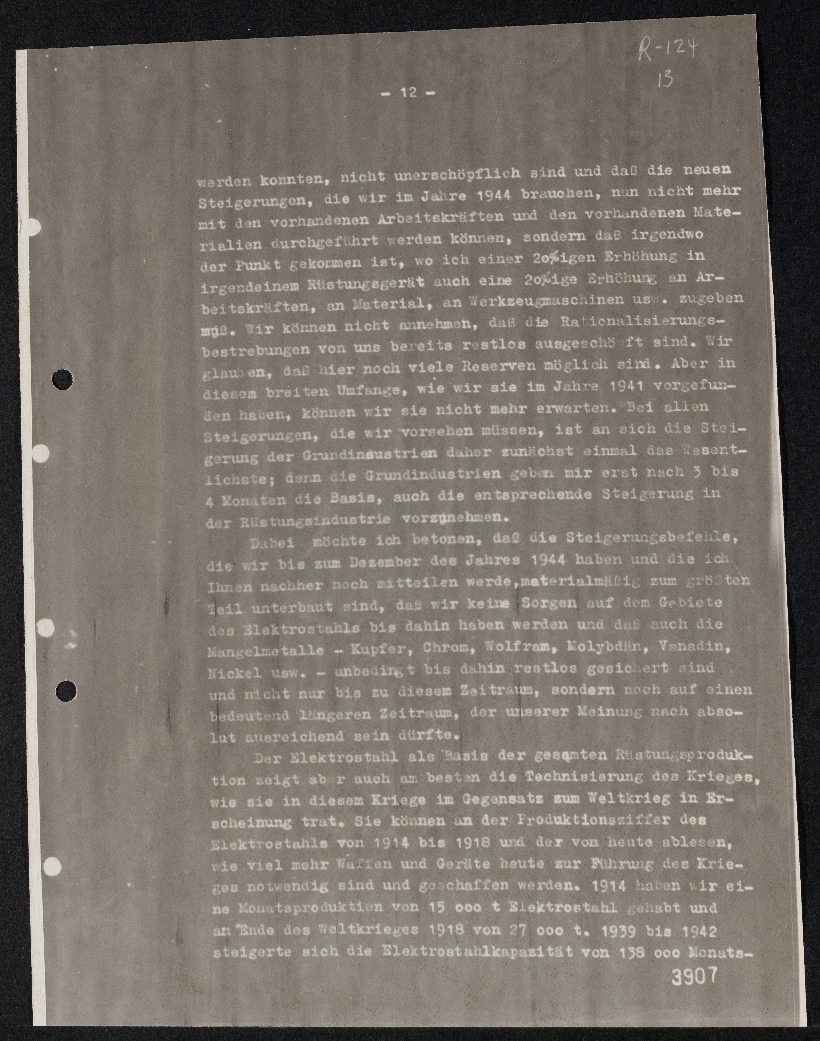 R-124
13
- 12 -
werden konnten, nicht unerschöpflich sind und daß die neuen
Steigerungen, die wir im Jahre 1944 brauchen, nun nicht mehr
mit den vorhandenen Arbeitskräften und den vorhandenen Mate-
rialien durchgeführt werden können, sondern daß irgendwo
der Punkt gekommen ist, wo ich einer 2o%igen Erhöhung in
irgendeinem Rüstungsgerät auch eine 2o%ige Erhöhung an Ar-
beitskräften, an Material, an Werkzeugmaschinen usw. zugeben
muß. Wir können nicht annehmen, daß die Rationalisierungs-
bestrebungen von uns bereits restlos ausgeschöpft sind. Wir
glauben, daß hier noch viele Reserven möglich sind. Aber in
diesem breiten Umfange, wie wir sie im Jahre 1941 vorgefun-
den haben, können wir sie nicht mehr erwarten. Bei allen
Steigerungen, die wir vorsehen müssen, ist an sich die Stei-
gerung der Grundindustrien daher zunächst einmal das Wesent-
lichste; denn die Grundindustrien geben mir erst nach 3 bis
4 Monaten die Basis, auch die entsprechende Steigerung in
der Rüstungsindustrie vorzunehmen.
Dabei möchte ich betonen, daß die Steigerungsbefehle,
die wir bis zum Dezember des Jahres 1944 haben und die ich
Ihnen nachher noch mitteilen werde,materialmäßig zum größten
Teil unterbaut sind, daß wir keine Sorgen auf dem Gebiete
des Elektrostahls bis dahin haben werden und daß auch die
Mangelmetalle - Kupfer, Chrom, Wolfram, Molybdän, Vanadin,
Nickel usw. - unbedingt bis dahin restlos gesichert sind
und nicht nur bis zu diesem Zeitraum, sondern noch auf einen
bedeutend längeren Zeitraum, der unserer Meinung nach abso-
lut ausreichend sein dürfte.
Der Elektrostahl als Basis der gesamten Rüstungsproduk-
tion zeigt aber auch am besten die Technisierung des Krieges,
wie sie in diesem Kriege im Gegensatz zum Weltkrieg in Er-
scheinung trat. Sie können an der Produktionsziffer des
Elektrostahls von 1914 bis 1918 und der von heute ablesen,
wie viel mehr Waffen und Geräte heute zur Führung des Krie-
ges notwendig sind und geschaffen werden. 1914 haben wir ei-
ne Monatsproduktion von 15 ooo t Elektrostahl gehabt und
am Ende des Weltkrieges 1918 von 27 ooo t. 1939 bis 1942
steigerte sich die Elektrostahlkapazität von 138 ooo Monats-
3907